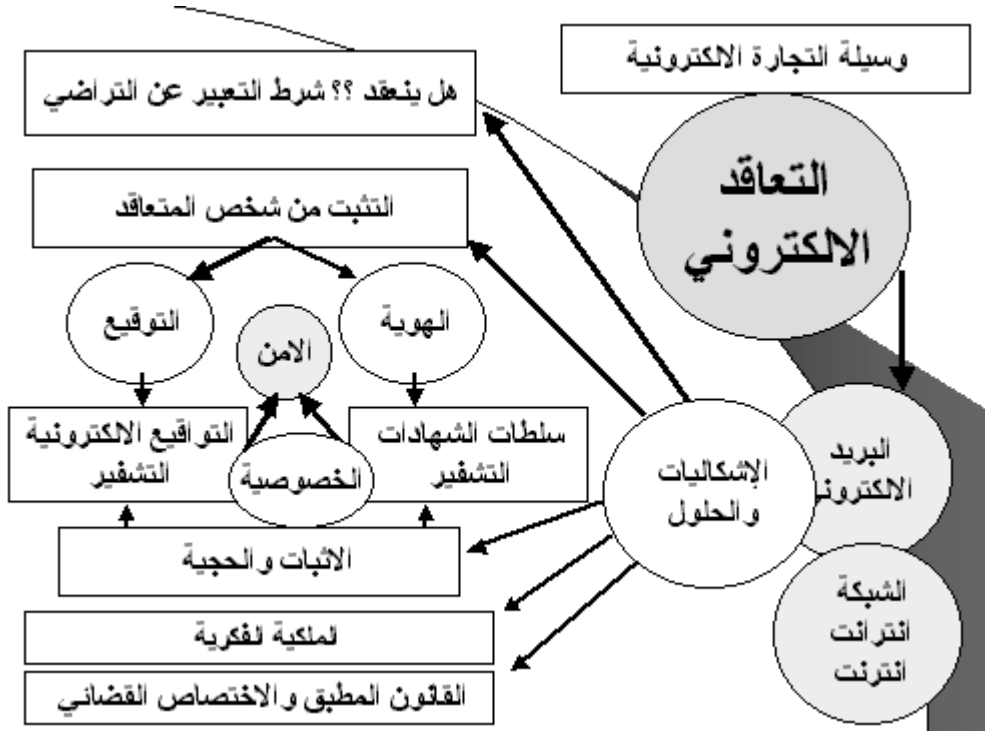 وسيلة التجارة الالكترونية
التعاقد
الالكتروني
هل ينعقد ؟؟ شرط التعبير عن التراضي
التثبت من شخص المتعاقد
الهوية
التوقيع
الامن
سلطات الشهادات
التشفير
التواقيع الالكترونية
التشفير
الخصوصية
الإشكاليات
والحلول
البريد
الالكتروني
الاثبات والحجية
الملكية الفكرية
القانون المطبق والاختصاص القضائي
الشبكة
انترانت
انترنت